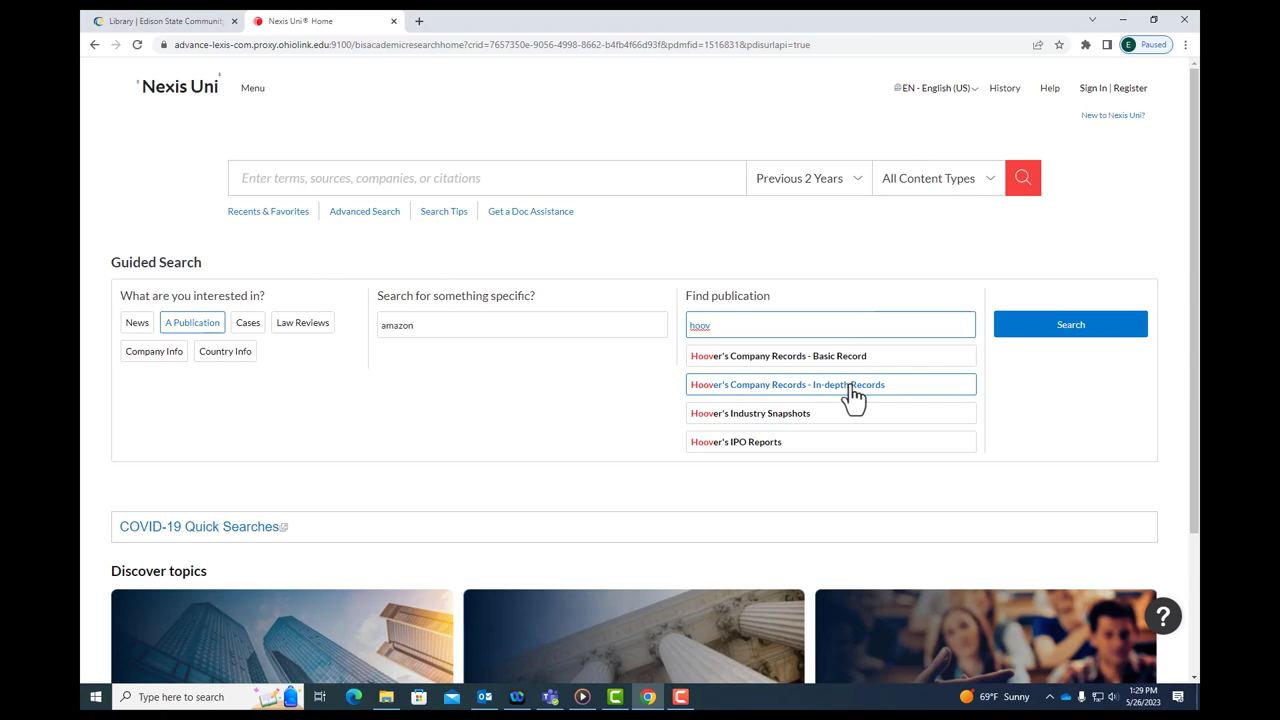 Library | Edison State Community
Nexis Uni® Home
advance-lexis-com.proxy.ohiolink.edu:9100/bisacademicresearchhome?crid=7657350e-9056-4998-8662-b4fb4f66d93f&pdmfid=1516831&pdisurlapi=true
E Paused
Nexis Uni
Menu
EN - English (US)
History
Help
Sign In | Register
New to Nexis Uni?
Enter terms, sources, companies, or citations
Previous 2 Years
All Content Types
Recents & Favorites
Advanced Search
Search Tips
Get a Doc Assistance
Guided Search
What are you interested in?
Search for something specific?
Find publication
News
A Publication
Cases
Law Reviews
amazon
hoov
Search
Company Info
Country Info
Hoover's Company Records - Basic Record
Hoover's Company Records - In-depth Records
Hoover's Industry Snapshots
Hoover's IPO Reports
COVID-19 Quick Searches
Discover topics
?
Type here to search
69°F Sunny
1:29 PM
5/26/2023